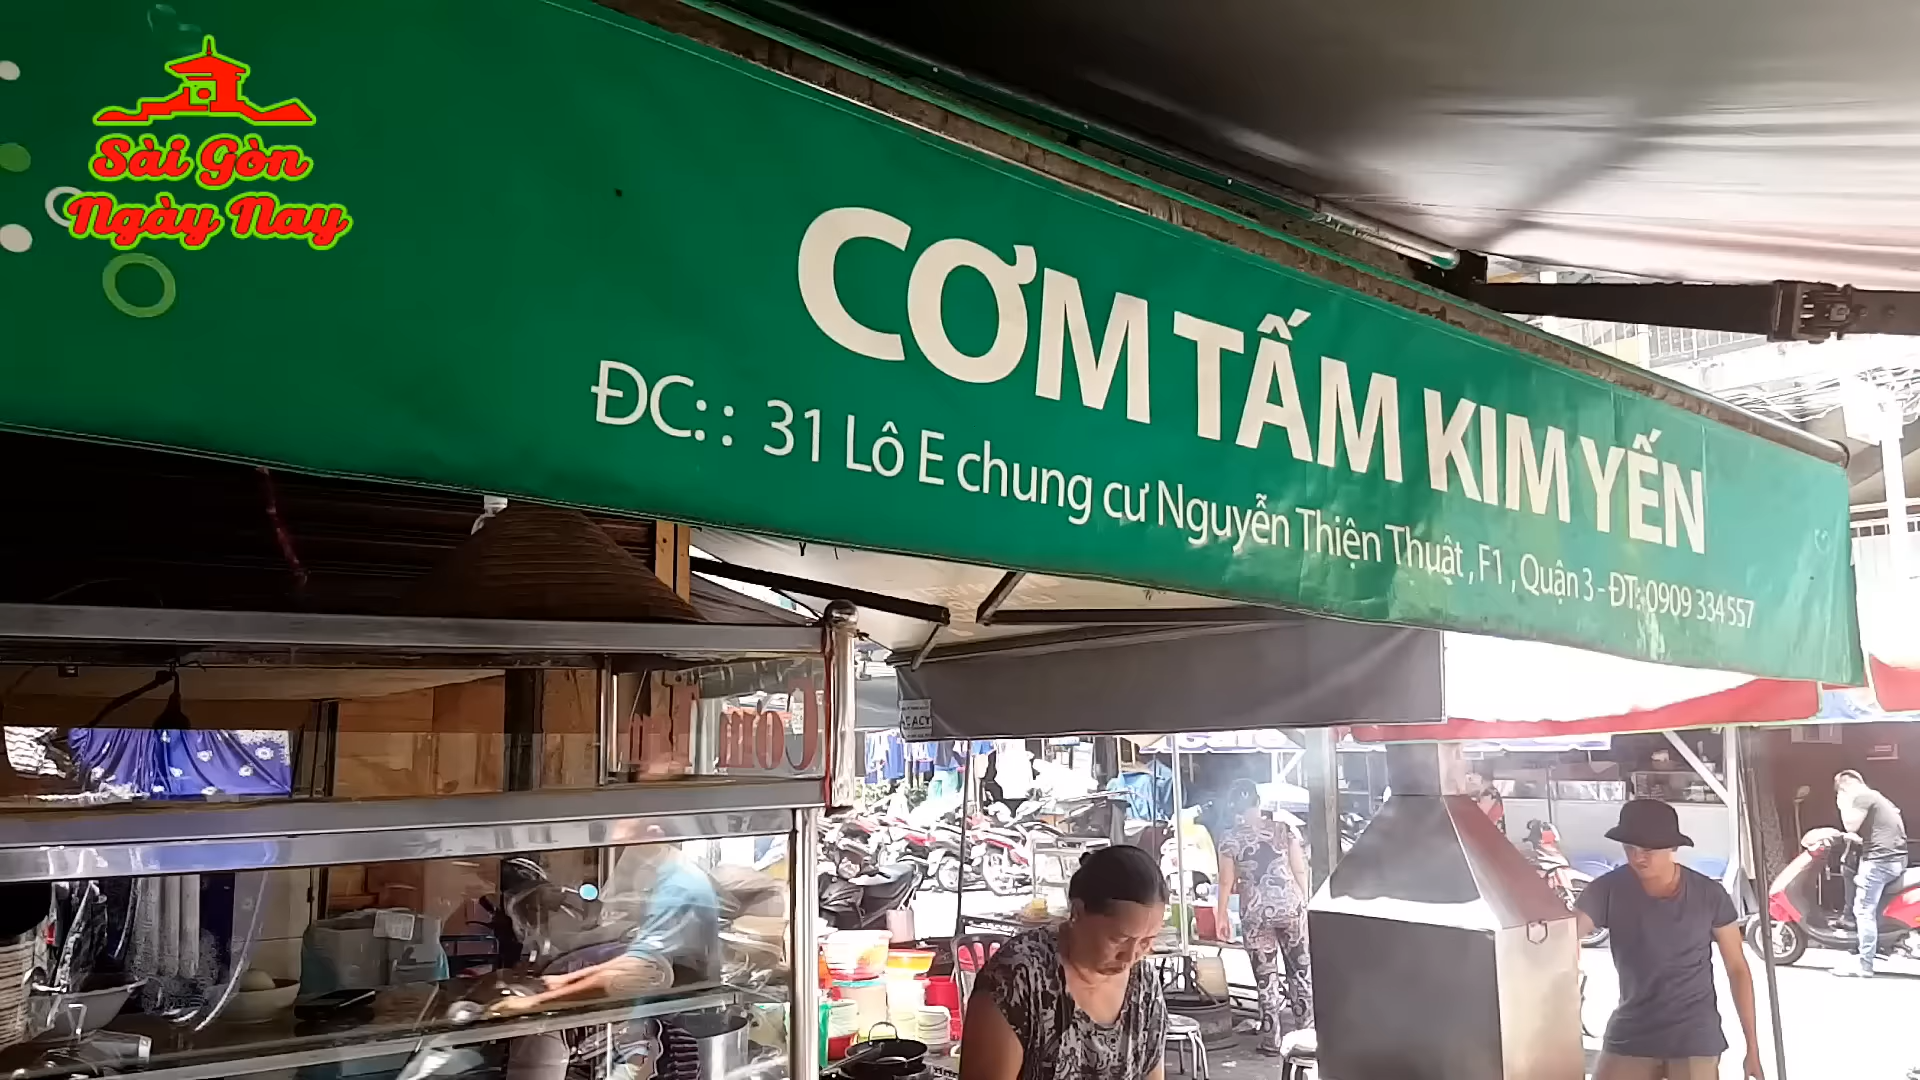 Sài Gòn
Ngày Nay
CƠM TẤM KIM YẾN
ĐC:: 31 Lô E chung cư Nguyễn Thiện Thuật , F1 , Quận 3 - ĐT: 0909 334 557
Cơm